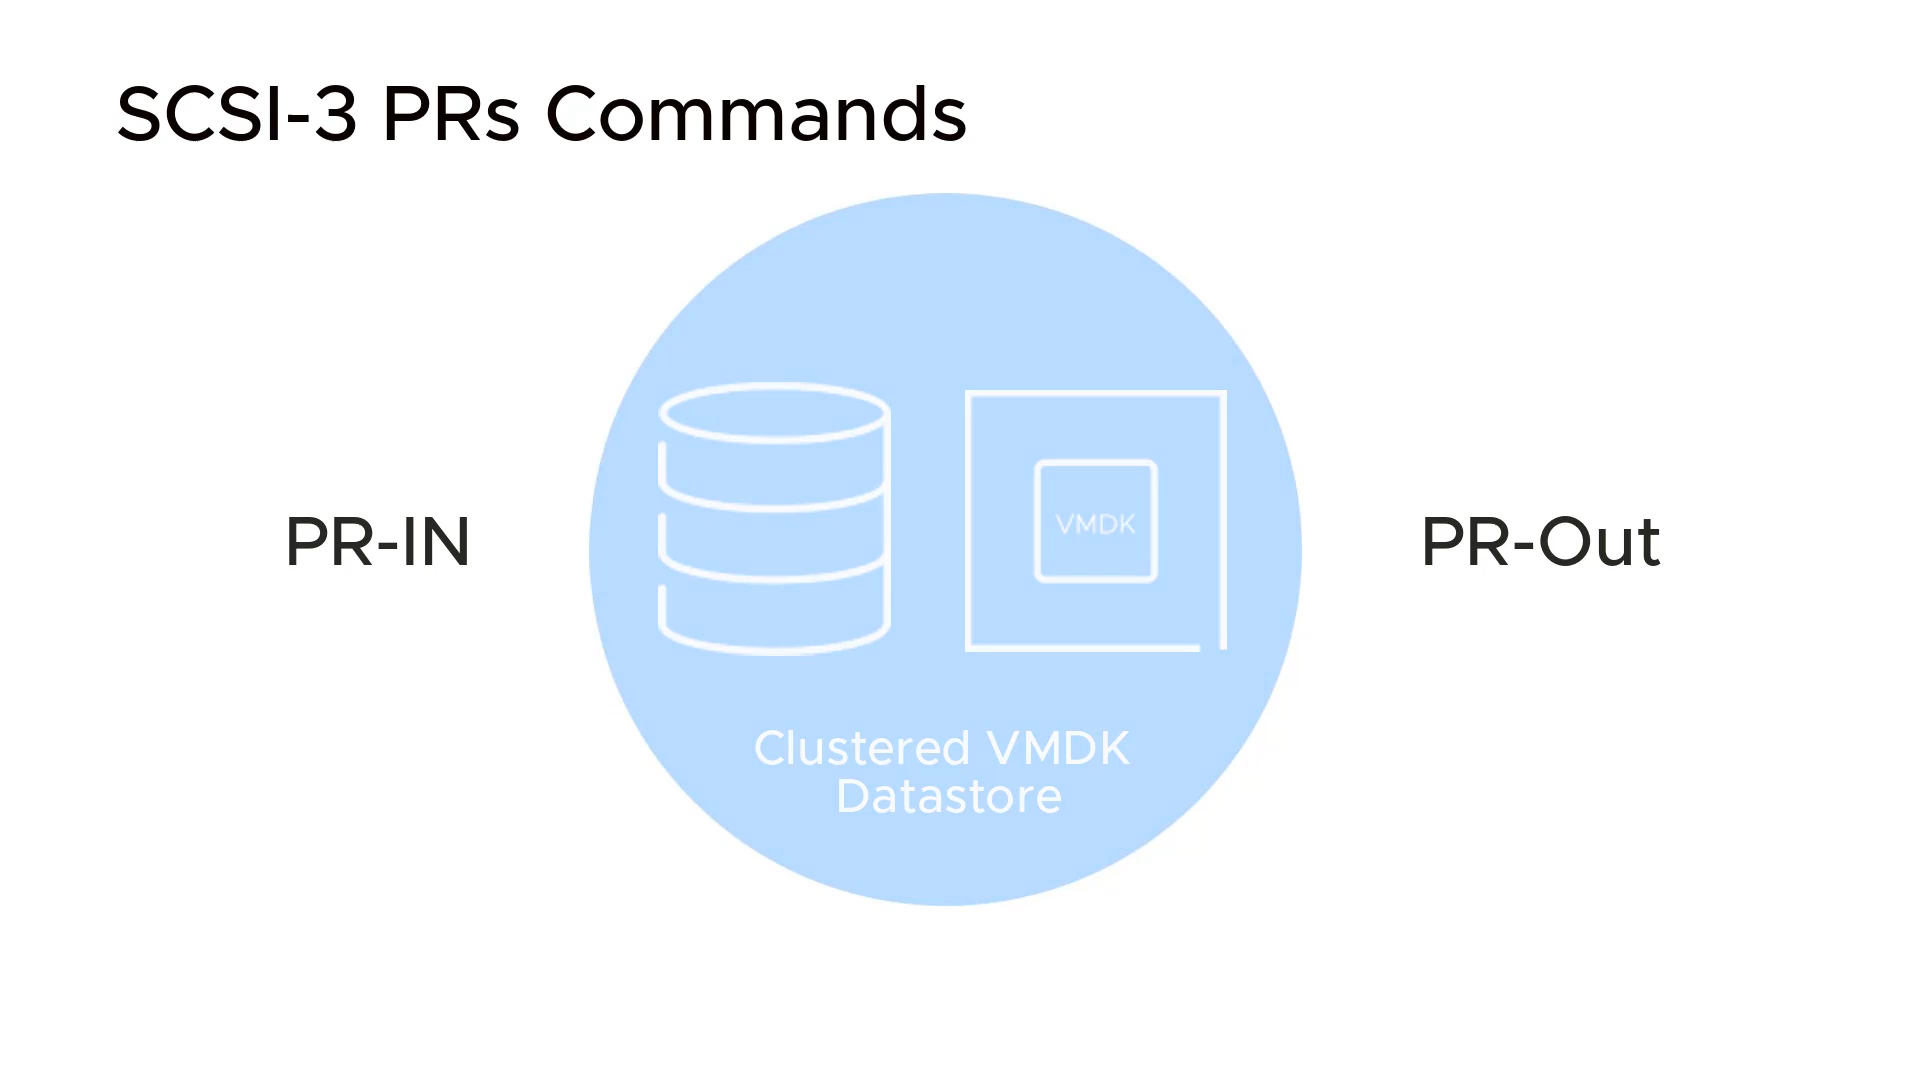 SCSI-3 PRs Commands
PR-IN
VMDK
PR-Out
Clustered VMDK
Datastore